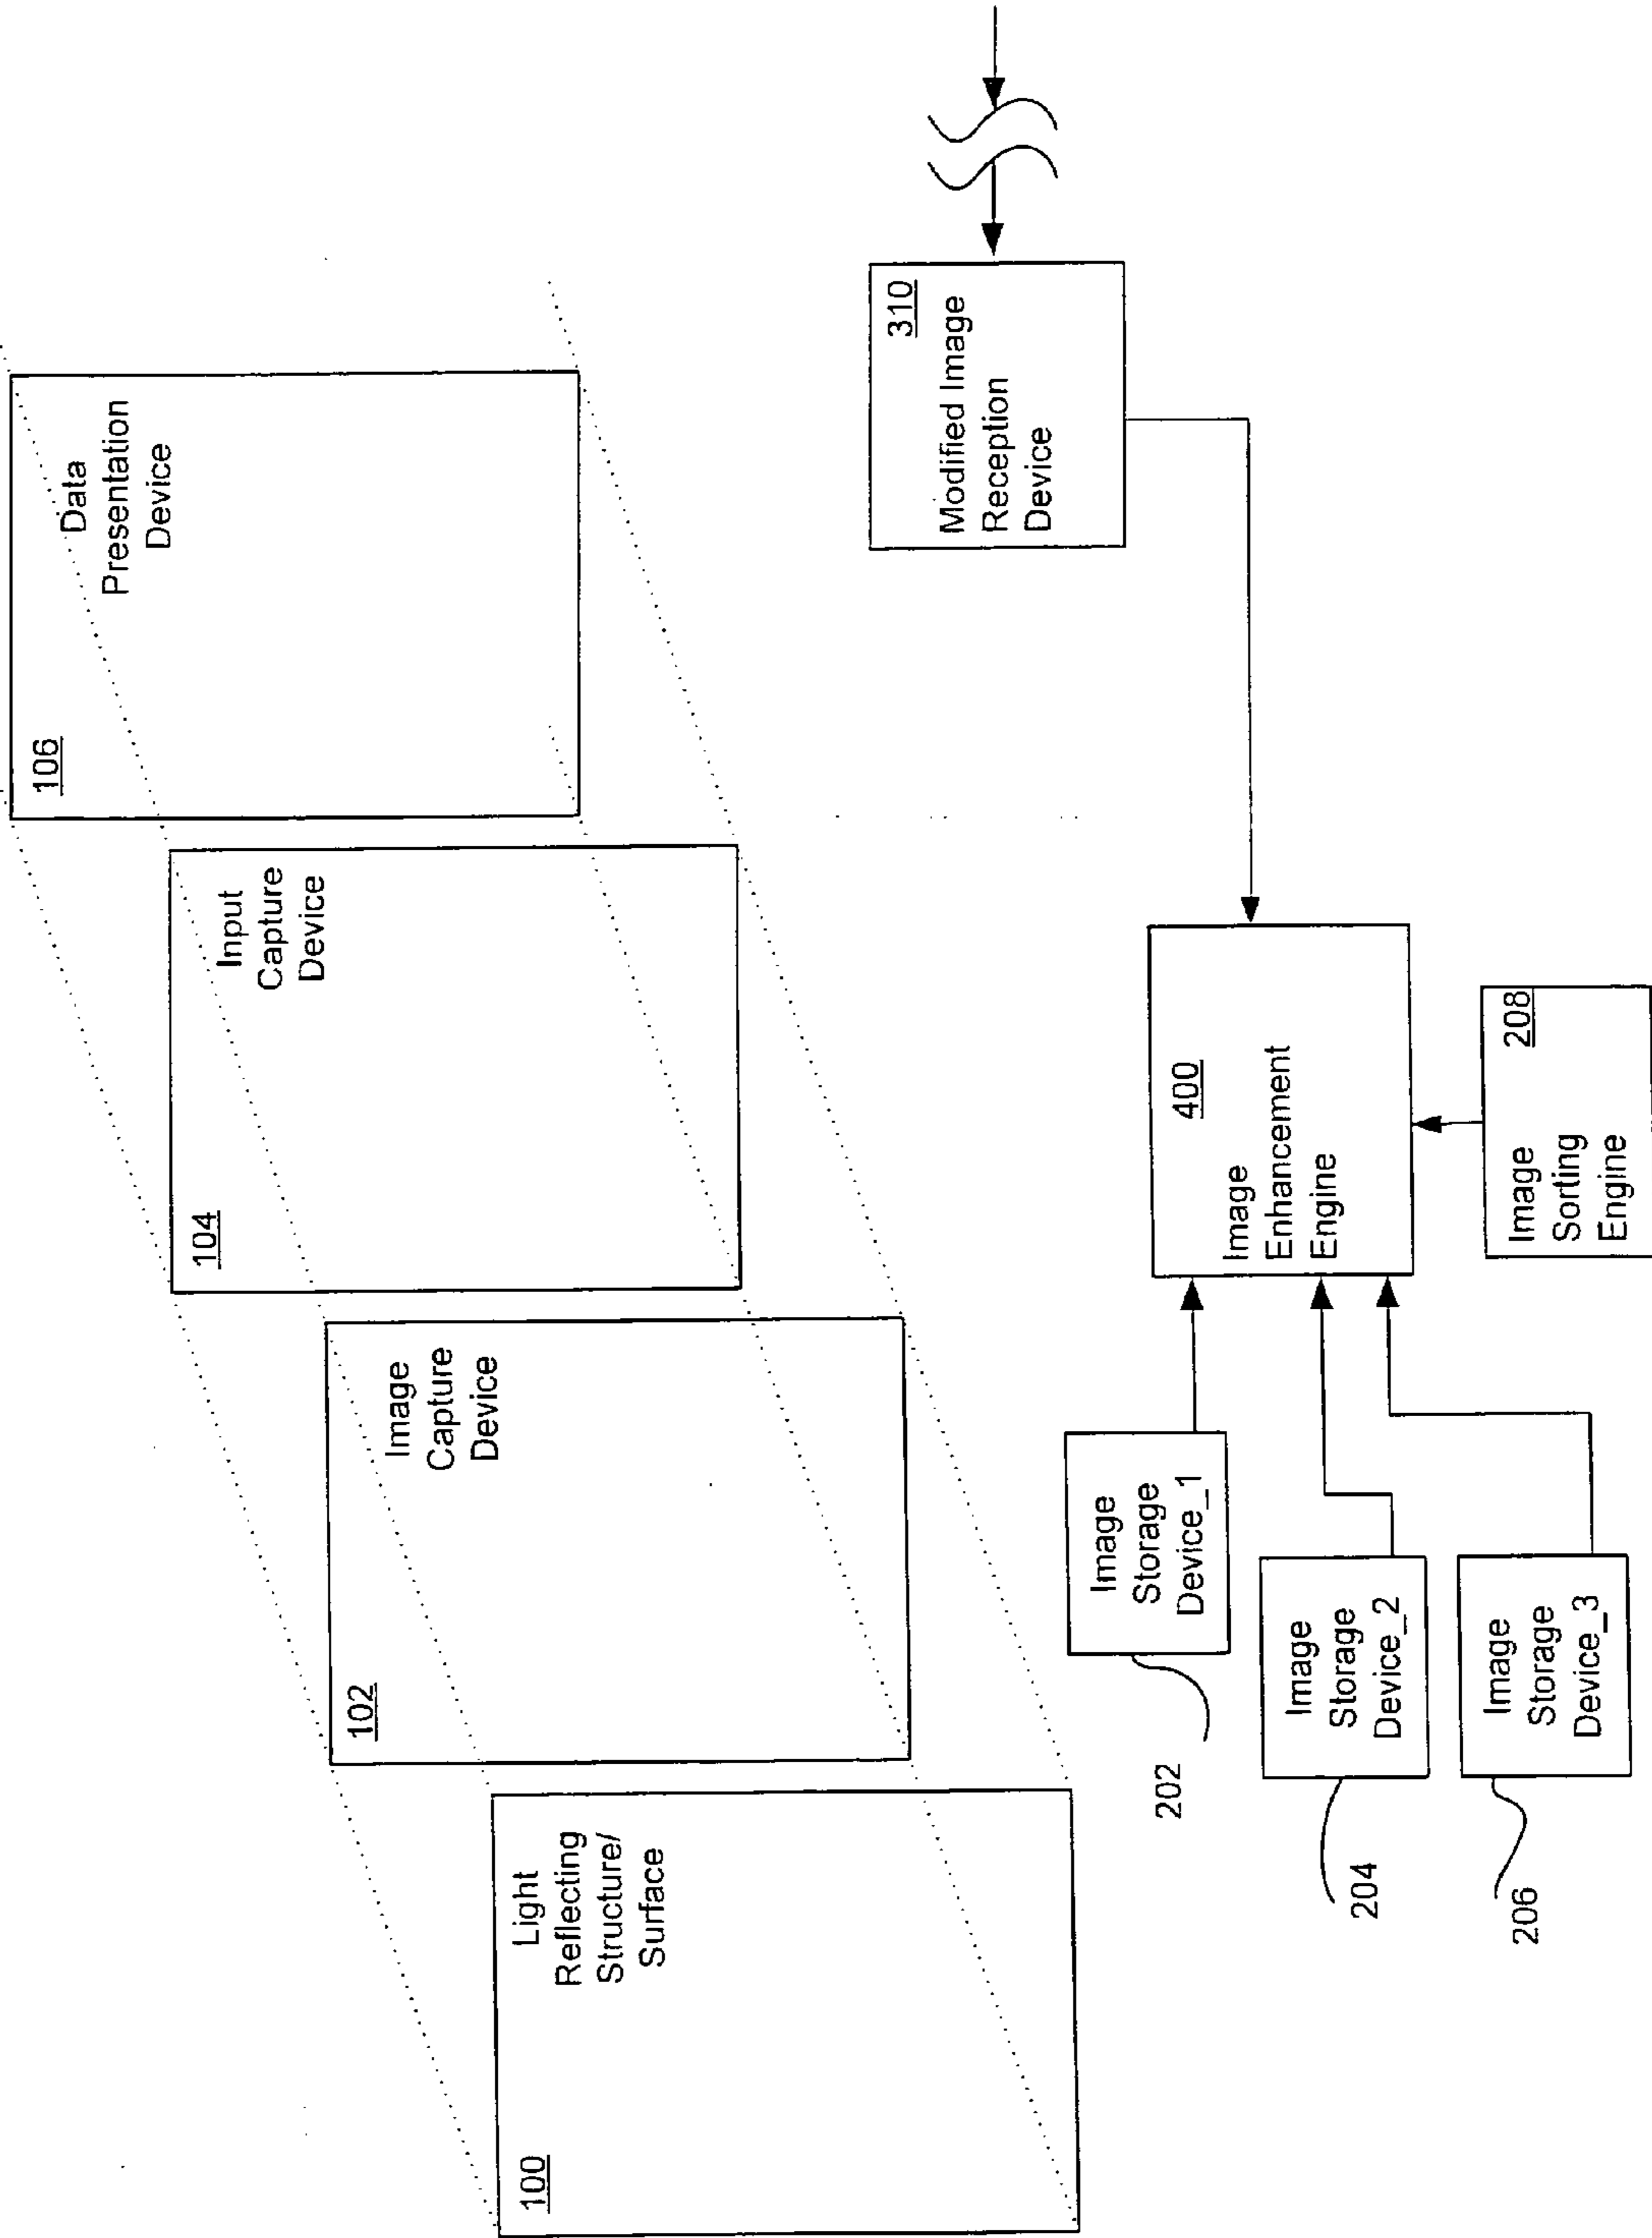 100
Light
Reflecting
Structure/
Surface
102
Image
Capture
Device
104
Input
Capture
Device
106
Data
Presentation
Device
202
Image
Storage
Device_1
204
Image
Storage
Device_2
206
Image
Storage
Device_3
400
Image
Enhancement
Engine
208
Image
Sorting
Engine
310
Modified Image
Reception
Device